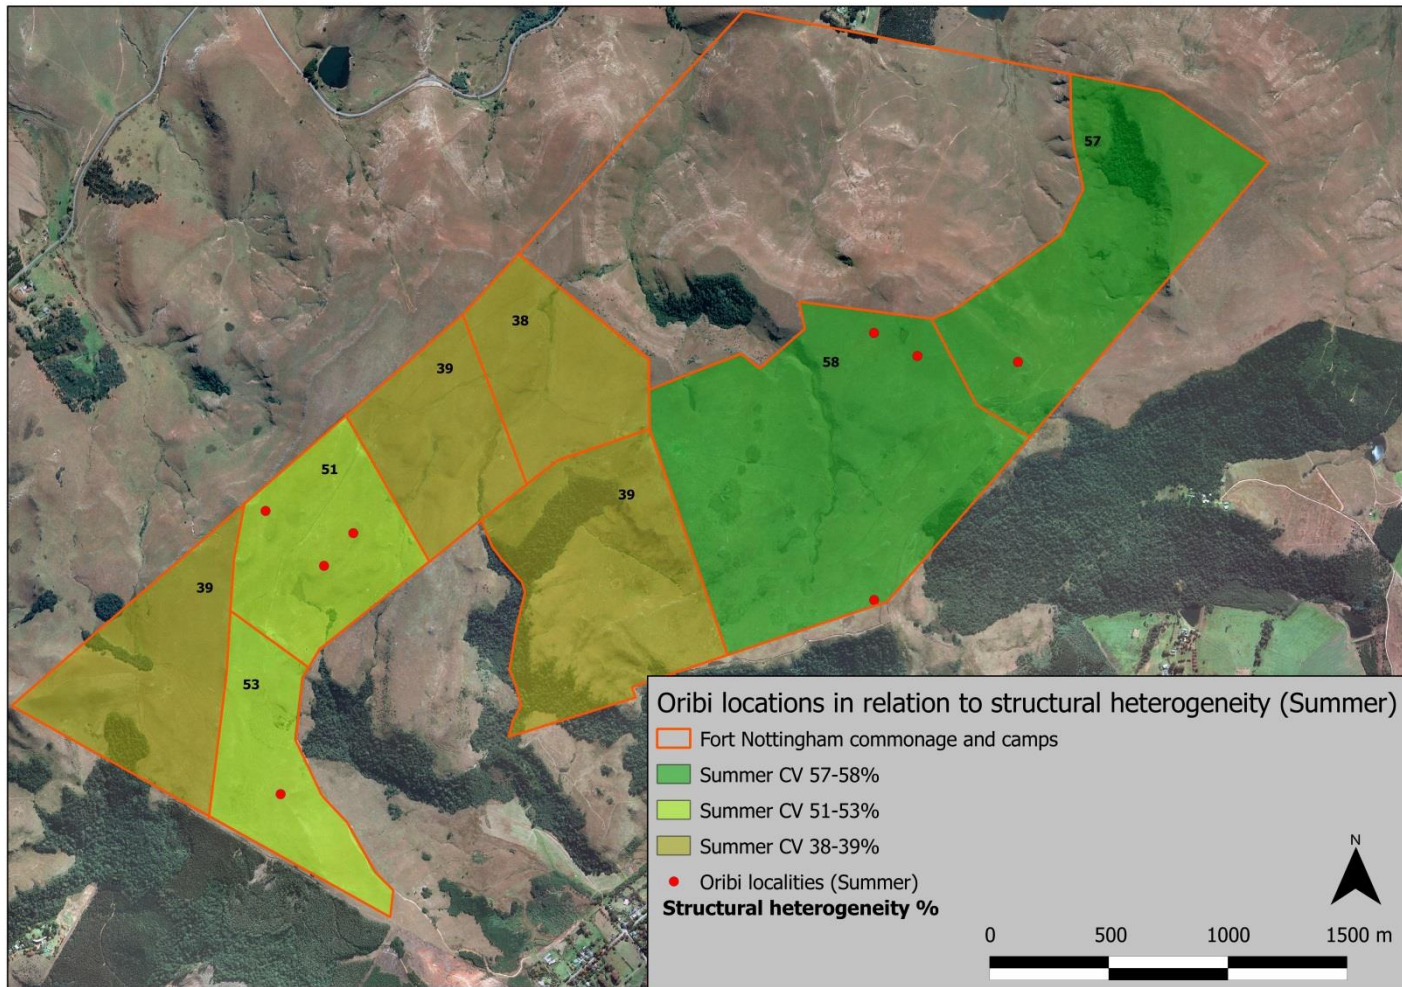 57
38
58
39
51
39
39
53
Oribi locations in relation to structural heterogeneity (Summer)
Fort Nottingham commonage and camps
Summer CV 57-58%
Summer CV 51-53%
Summer CV 38-39%
Oribi localities (Summer)
Structural heterogeneity %
N
0 500 1000 1500 m